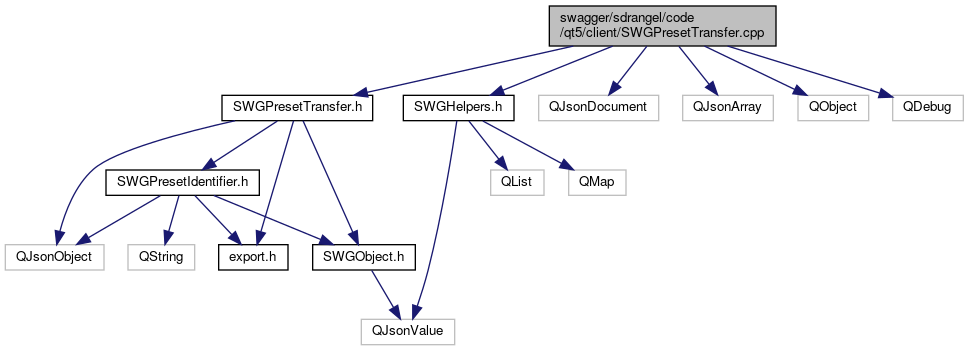 swagger/sdrangel/code
/qt5/client/SWGPresetTransfer.cpp
SWGPresetTransfer.h
SWGHelpers.h
QJsonDocument
QJsonArray
QObject
QDebug
SWGPresetIdentifier.h
QList
QMap
QJsonObject
QString
export.h
SWGObject.h
QJsonValue